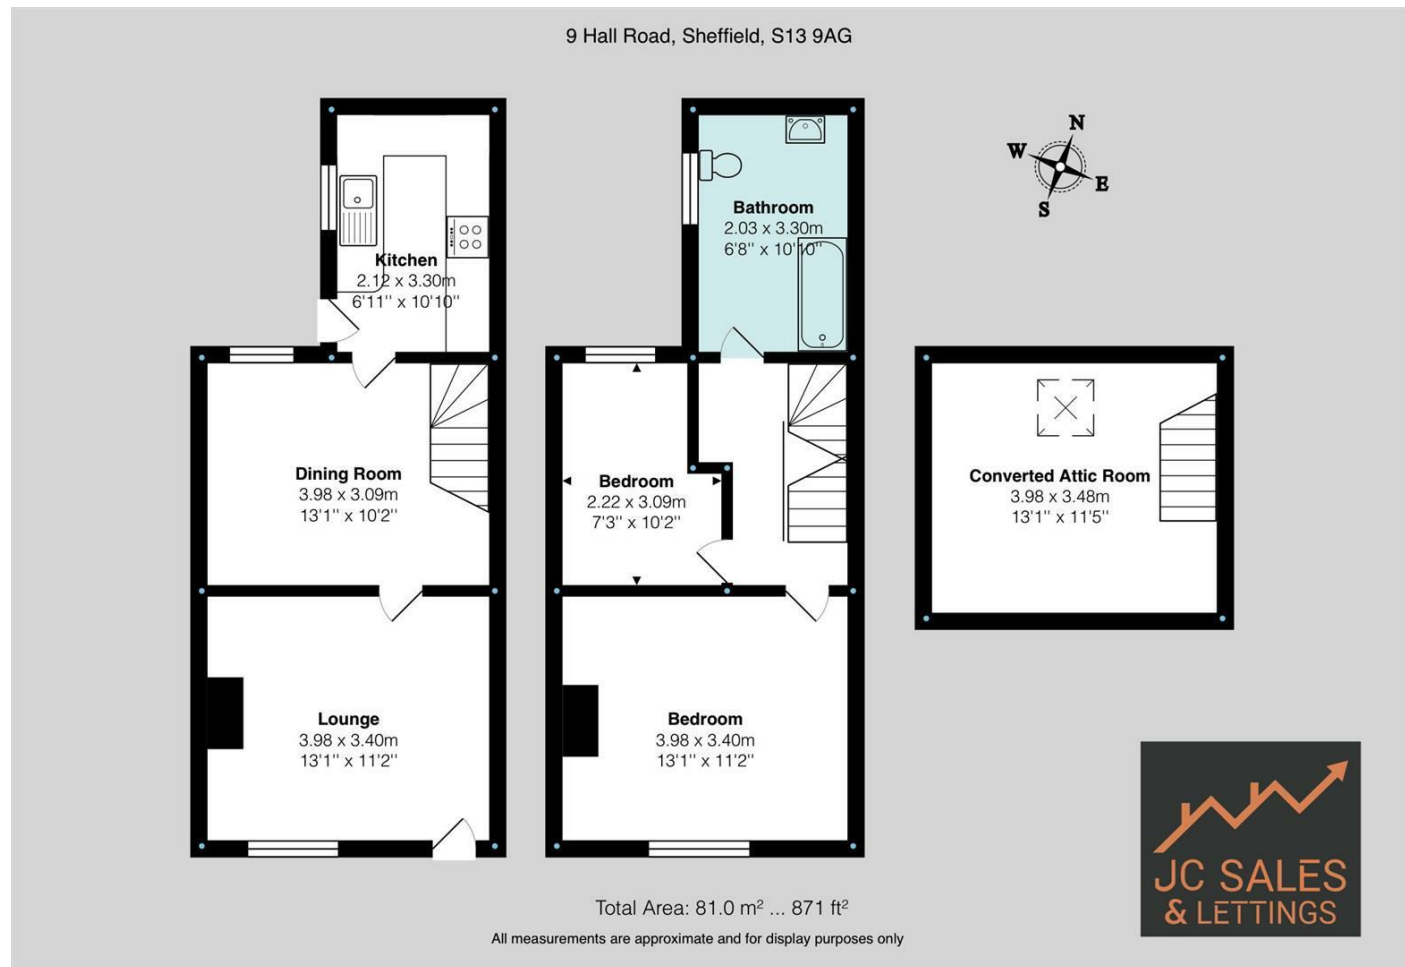 9 Hall Road, Sheffield, S13 9AG
N
W
E
S
Kitchen
2.12 x 3.30m
6'11'' x 10'10''
Bathroom
2.03 x 3.30m
6'8'' x 10'10''
Dining Room
3.98 x 3.09m
13'1'' x 10'2''
Bedroom
2.22 x 3.09m
7'3'' x 10'2''
Converted Attic Room
3.98 x 3.48m
13'1'' x 11'5''
Lounge
3.98 x 3.40m
13'1'' x 11'2''
Bedroom
3.98 x 3.40m
13'1'' x 11'2''
JC SALES
& LETTINGS
Total Area: 81.0 m² ... 871 ft²
All measurements are approximate and for display purposes only